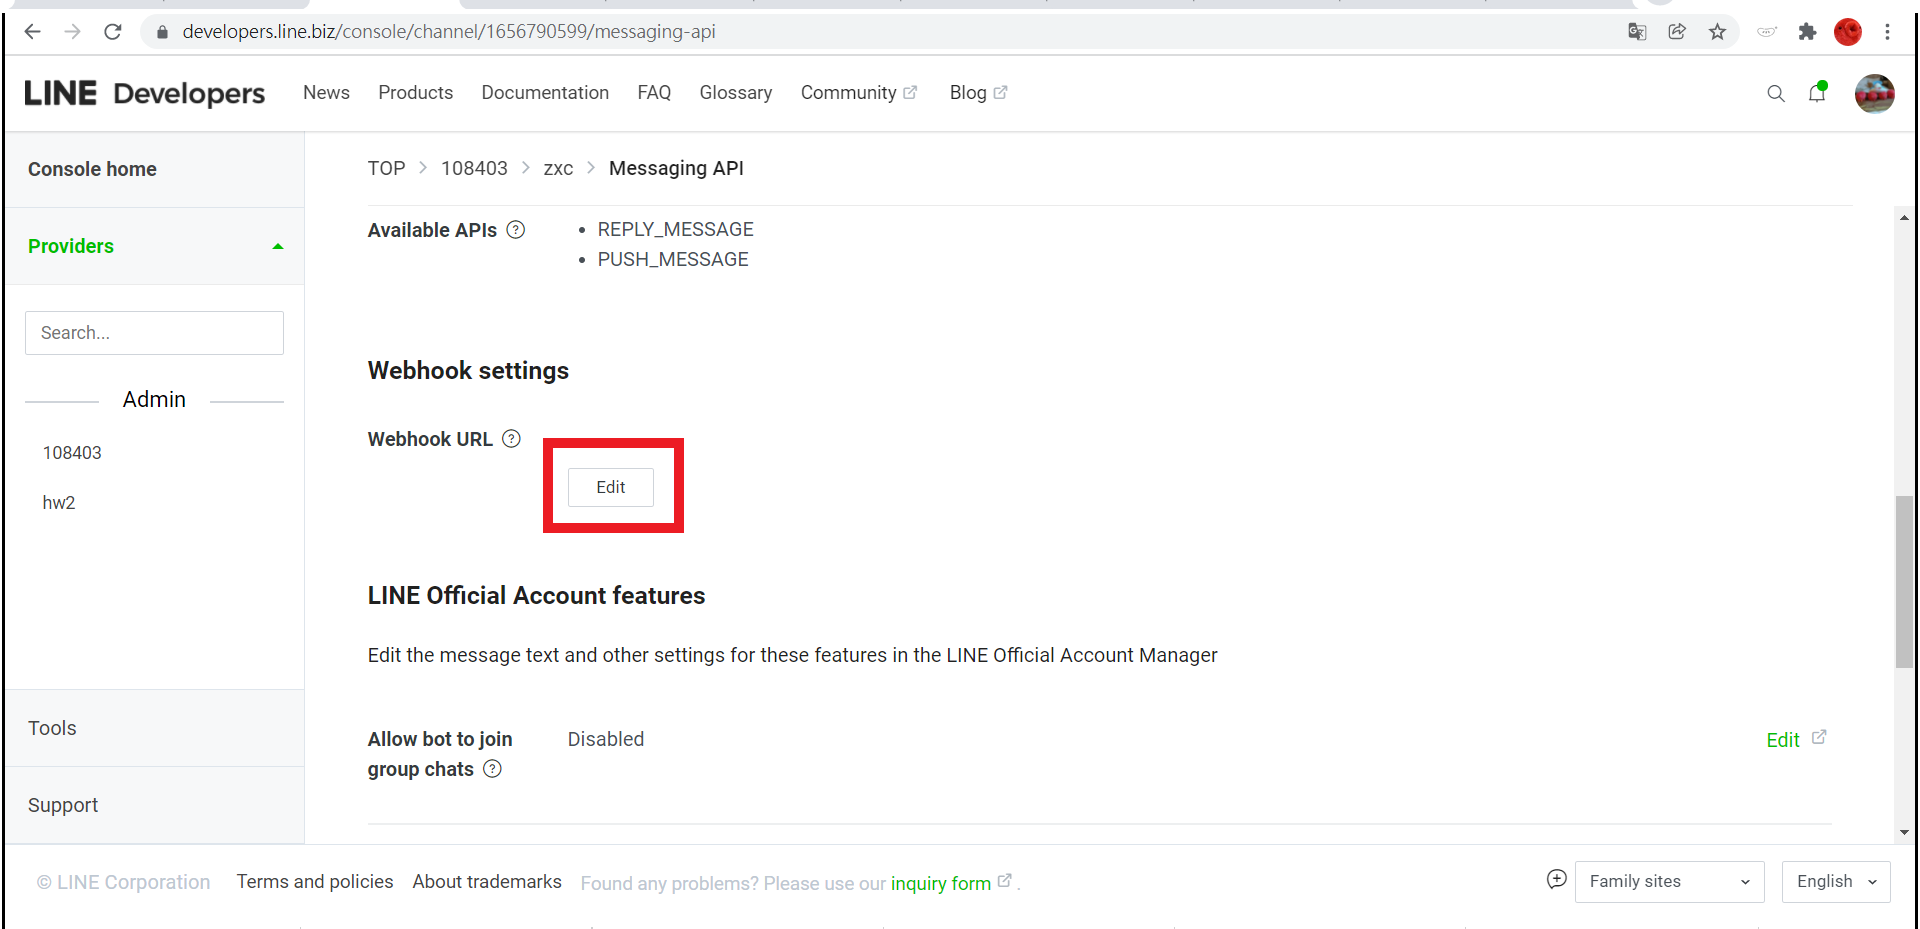 developers.line.biz/console/channel/1656790599/messaging-api
LINE Developers News Products Documentation FAQ Glossary Community Blog
Console home
Providers
Search...
Admin
108403
hw2
Tools
Support
TOP > 108403 > zxc > Messaging API
Available APIs ?
• REPLY_MESSAGE
• PUSH_MESSAGE
Webhook settings
Webhook URL ?
Edit
LINE Official Account features
Edit the message text and other settings for these features in the LINE Official Account Manager
Allow bot to join Disabled Edit
group chats ?
© LINE Corporation Terms and policies About trademarks Found any problems? Please use our inquiry form . Family sites English